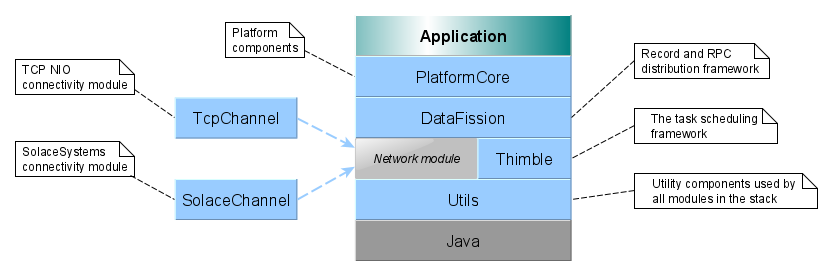 Platform
components
Application
Record and RPC
distribution framework
TCP NIO
connectivity module
PlatformCore
TcpChannel
DataFission
The task scheduling
framework
SolaceSystems
connectivity module
Network module
Thimble
SolaceChannel
Utils
Utility components used by
all modules in the stack
Java